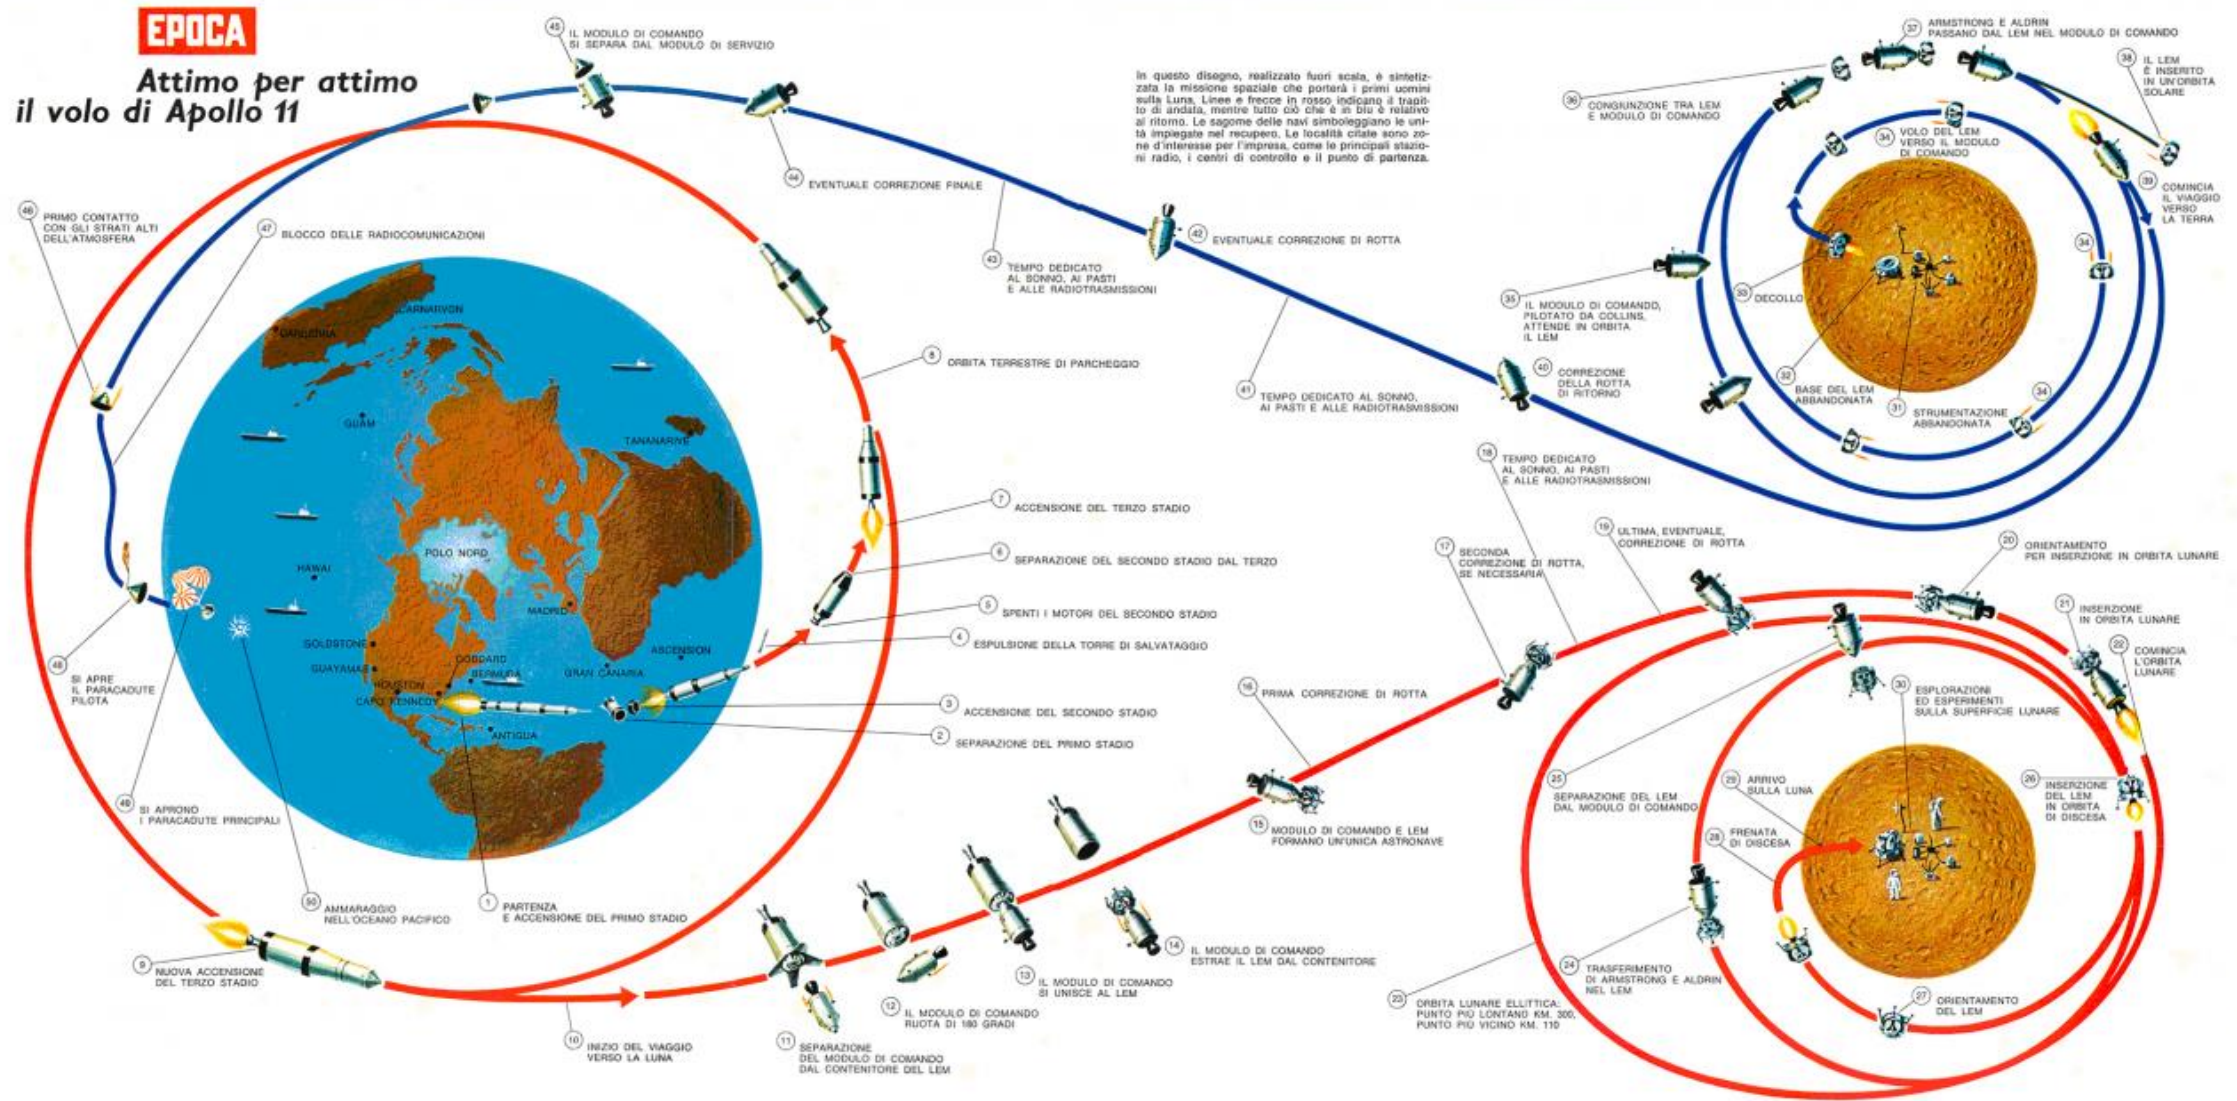 EPOCA
Attimo per attimo
il volo di Apollo 11
In questo disegno, realizzato fuori scala, è sintetiz-
zata la missione spaziale che porterà i primi uomini
sulla Luna. Linee e frecce in rosso indicano il tragit-
to di andata, mentre tutto ciò che è in blu è relativo
al ritorno. Le sagome delle navi simboleggiano le uni-
tà impiegate nel recupero. Le località citate sono zo-
ne d'interesse per l'impresa, come le principali stazio-
ni radio, i centri di controllo e il punto di partenza.
CANBERRA
CARNARVON
GUAM
TANANARIVE
POLO NORD
HAWAI
MADRID
GOLDSTONE
GUAYAMAS
HOUSTON
GODDARD
BERMUDA
CAPO KENNEDY
ANTIGUA
GRAN CANARIA
ASCENSION
1 PARTENZA
E ACCENSIONE DEL PRIMO STADIO
2 SEPARAZIONE DEL PRIMO STADIO
3 ACCENSIONE DEL SECONDO STADIO
4 ESPULSIONE DELLA TORRE DI SALVATAGGIO
5 SPENTI I MOTORI DEL SECONDO STADIO
6 SEPARAZIONE DEL SECONDO STADIO DAL TERZO
7 ACCENSIONE DEL TERZO STADIO
8 ORBITA TERRESTRE DI PARCHEGGIO
9 NUOVA ACCENSIONE
DEL TERZO STADIO
10 INIZIO DEL VIAGGIO
VERSO LA LUNA
11 SEPARAZIONE
DEL MODULO DI COMANDO
DAL CONTENITORE DEL LEM
12 IL MODULO DI COMANDO
RUOTA DI 180 GRADI
13 IL MODULO DI COMANDO
SI UNISCE AL LEM
14 IL MODULO DI COMANDO
ESTRAE IL LEM DAL CONTENITORE
15 MODULO DI COMANDO E LEM
FORMANO UN'UNICA ASTRONAVE
16 PRIMA CORREZIONE DI ROTTA
17 SECONDA
CORREZIONE DI ROTTA,
SE NECESSARIA
18 TEMPO DEDICATO
AL SONNO, AI PASTI
E ALLE RADIOTRASMISSIONI
19 ULTIMA, EVENTUALE,
CORREZIONE DI ROTTA
20 ORIENTAMENTO
PER INSERZIONE IN ORBITA LUNARE
21 INSERZIONE
IN ORBITA LUNARE
22 COMINCIA
L'ORBITA
LUNARE
23 ORBITA LUNARE ELLITTICA:
PUNTO PIÙ LONTANO KM. 300,
PUNTO PIÙ VICINO KM. 110
24 TRASFERIMENTO
DI ARMSTRONG E ALDRIN
NEL LEM
25
SEPARAZIONE DEL LEM
DAL MODULO DI COMANDO
26 INSERZIONE
DEL LEM
IN ORBITA
DI DISCESA
27 ORIENTAMENTO
DEL LEM
28 FRENATA
DI DISCESA
29 ARRIVO
SULLA LUNA
30 ESPLORAZIONI
ED ESPERIMENTI
SULLA SUPERFICIE LUNARE
31 STRUMENTAZIONE
ABBANDONATA
32
BASE DEL LEM
ABBANDONATA
33 DECOLLO
34 VOLO DEL LEM
VERSO IL MODULO
DI COMANDO
34
34
35 IL MODULO DI COMANDO,
PILOTATO DA COLLINS,
ATTENDE IN ORBITA
IL LEM
36 CONGIUNZIONE TRA LEM
E MODULO DI COMANDO
37 ARMSTRONG E ALDRIN
PASSANO DAL LEM NEL MODULO DI COMANDO
38 IL LEM
È INSERITO
IN UN'ORBITA
SOLARE
39 COMINCIA
IL VIAGGIO
VERSO
LA TERRA
40 CORREZIONE
DELLA ROTTA
DI RITORNO
41 TEMPO DEDICATO AL SONNO,
AI PASTI E ALLE RADIOTRASMISSIONI
42 EVENTUALE CORREZIONE DI ROTTA
43 TEMPO DEDICATO
AL SONNO, AI PASTI
E ALLE RADIOTRASMISSIONI
44 EVENTUALE CORREZIONE FINALE
45 IL MODULO DI COMANDO
SI SEPARA DAL MODULO DI SERVIZIO
46 PRIMO CONTATTO
CON GLI STRATI ALTI
DELL'ATMOSFERA
47 BLOCCO DELLE RADIOCOMUNICAZIONI
48
SI APRE
IL PARACADUTE
PILOTA
49 SI APRONO
I PARACADUTE PRINCIPALI
50 AMMARAGGIO
NELL'OCEANO PACIFICO